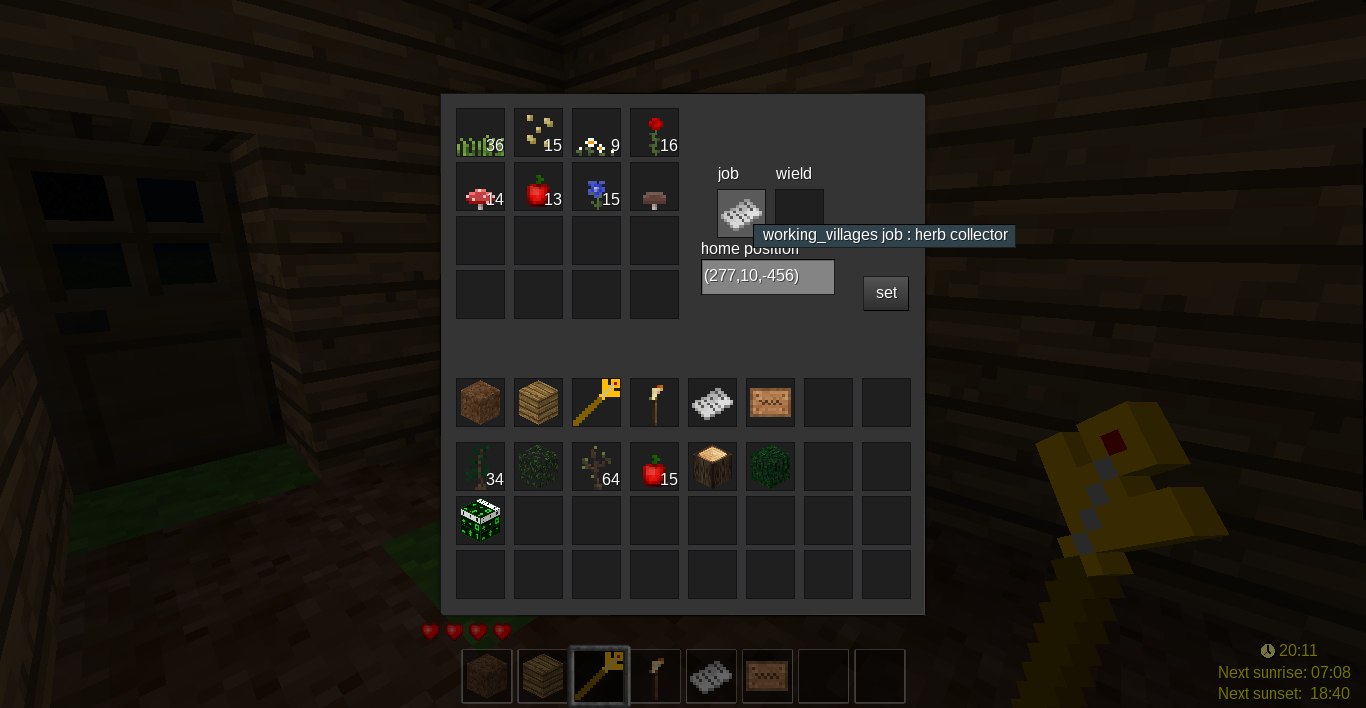 36 15 9 16
job wield
14 13 15
working_villages job : herb collector
home position
(277,10,-456)
set
34 64 15
20:11
Next sunrise: 07:08
Next sunset: 18:40